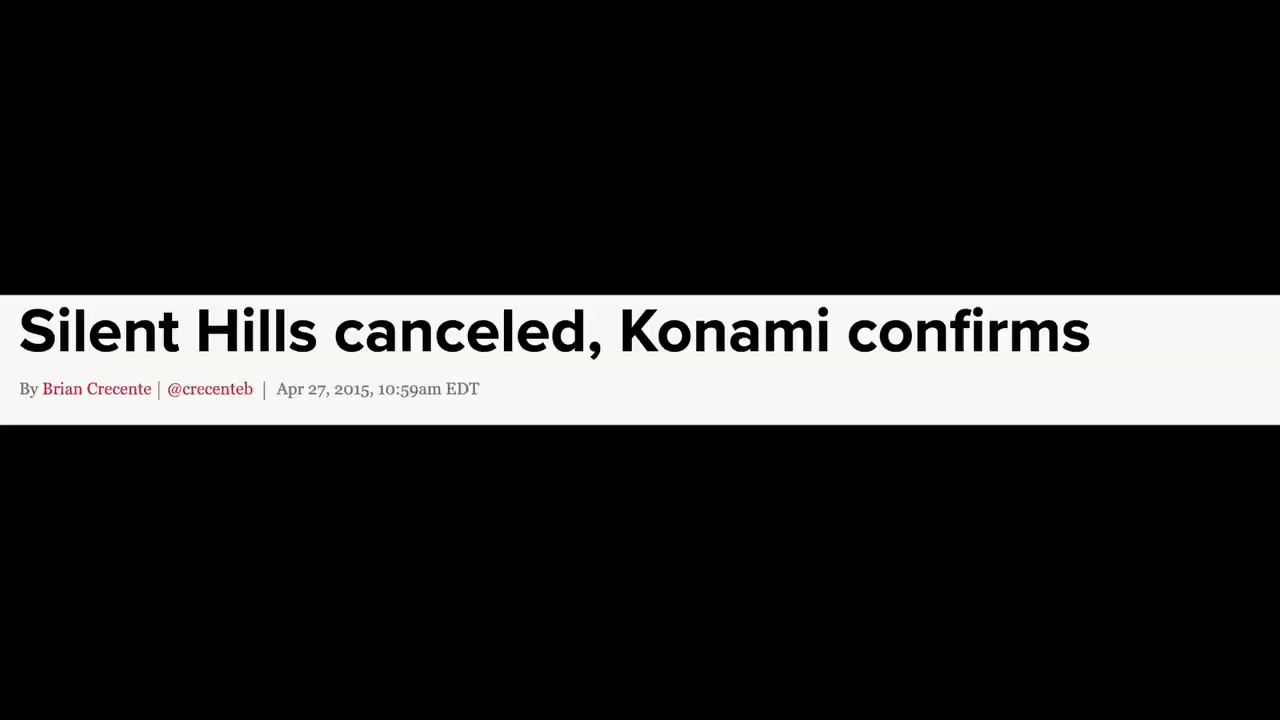 Silent Hills canceled, Konami confirms
By Brian Crecente | @crecenteb | Apr 27, 2015, 10:59am EDT